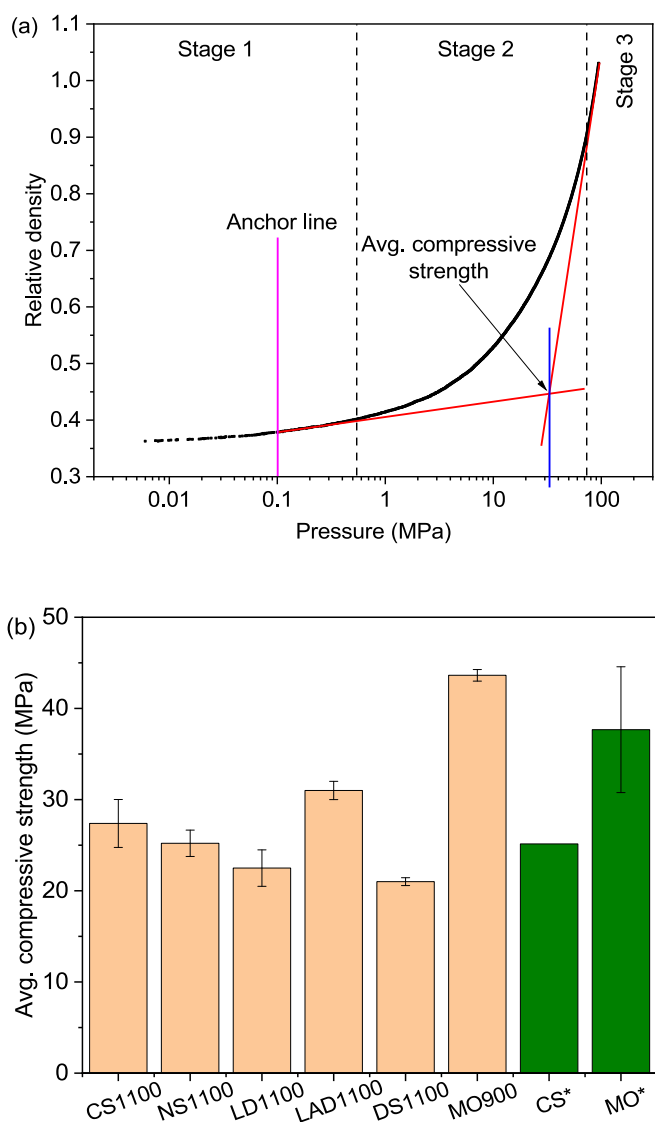 (a)
1.1
1.0
0.9
0.8
0.7
0.6
0.5
0.4
0.3
Relative density
Stage 1
Stage 2
Stage 3
Anchor line
Avg. compressive
strength
0.01
0.1
1
10
100
Pressure (MPa)
(b)
50
40
30
20
10
0
Avg. compressive strength (MPa)
CS1100
NS1100
LD1100
LAD1100
DS1100
MO900
CS*
MO*